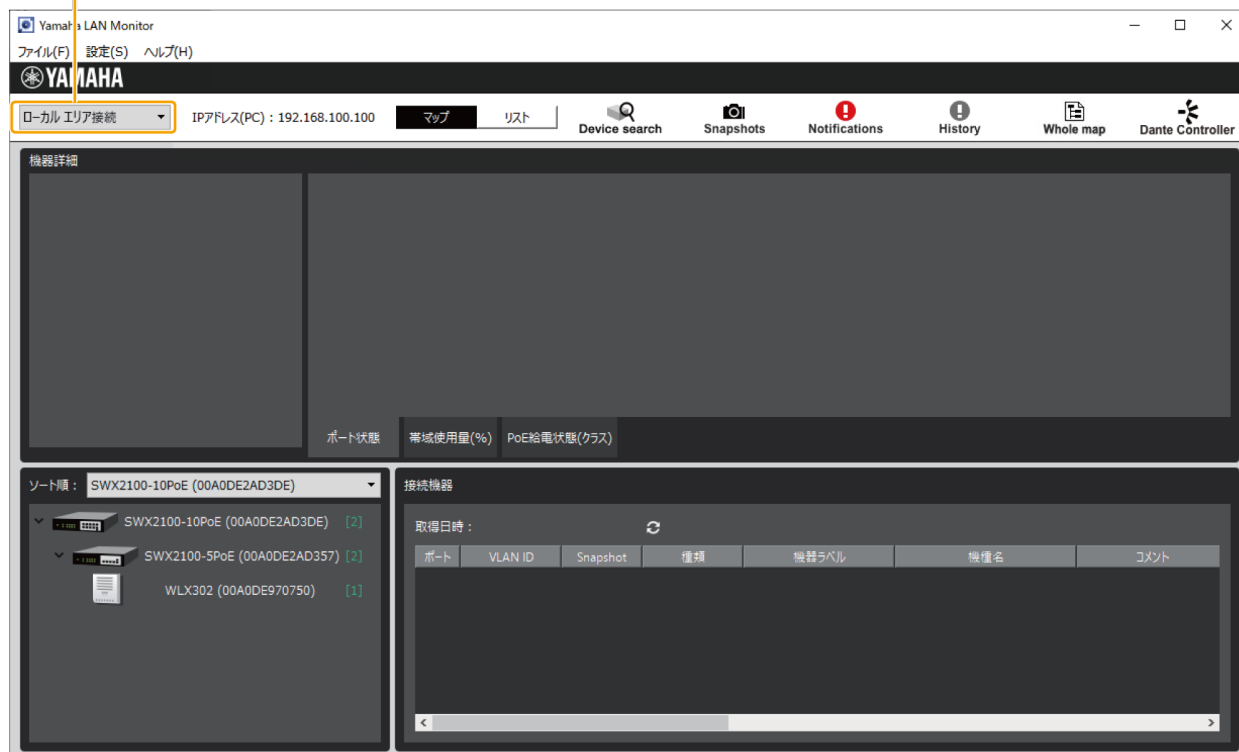 Yamaha LAN Monitor
ファイル(F) 設定(S) ヘルプ(H)
YAMAHA
ローカル エリア接続 IPアドレス(PC) : 192.168.100.100 マップ リスト Device search Snapshots Notifications History Whole map Dante Controller
機器詳細
ポート状態 帯域使用量(%) PoE給電状態(クラス)
ソート順 : SWX2100-10PoE (00A0DE2AD3DE)
SWX2100-10PoE (00A0DE2AD3DE) [2]
SWX2100-5PoE (00A0DE2AD357) [2]
WLX302 (00A0DE970750) [1]
接続機器
取得日時 :
ポート VLAN ID Snapshot 種類 機器ラベル 機種名 コメント